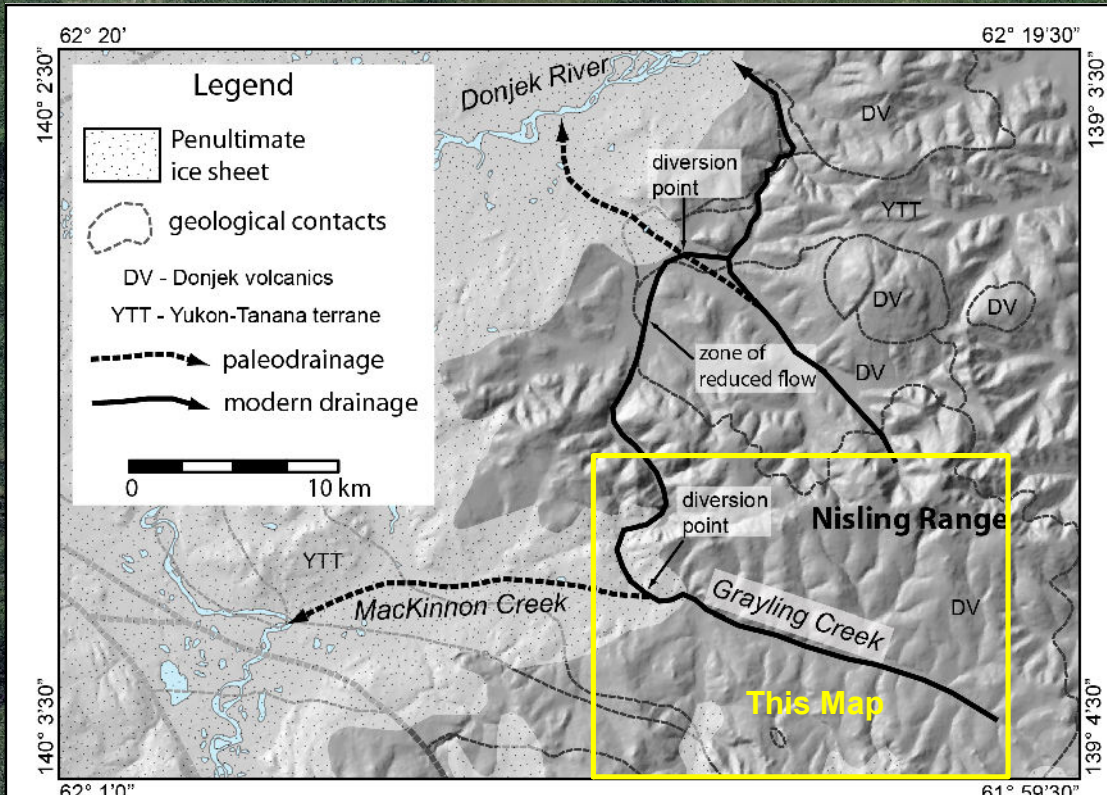 62° 20'
62° 19'30"
140° 2'30"
139° 3'30"
Legend
Penultimate
ice sheet
geological contacts
DV - Donjek volcanics
YTT - Yukon-Tanana terrane
paleodrainage
modern drainage
0 10 km
Donjek River
diversion
point
DV
YTT
DV
DV
zone of
reduced flow
DV
diversion
point
Nisling Range
YTT
MacKinnon Creek
Grayling Creek
DV
This Map
140° 3'30"
139° 4'30"
62° 1'0"
61° 59'30"